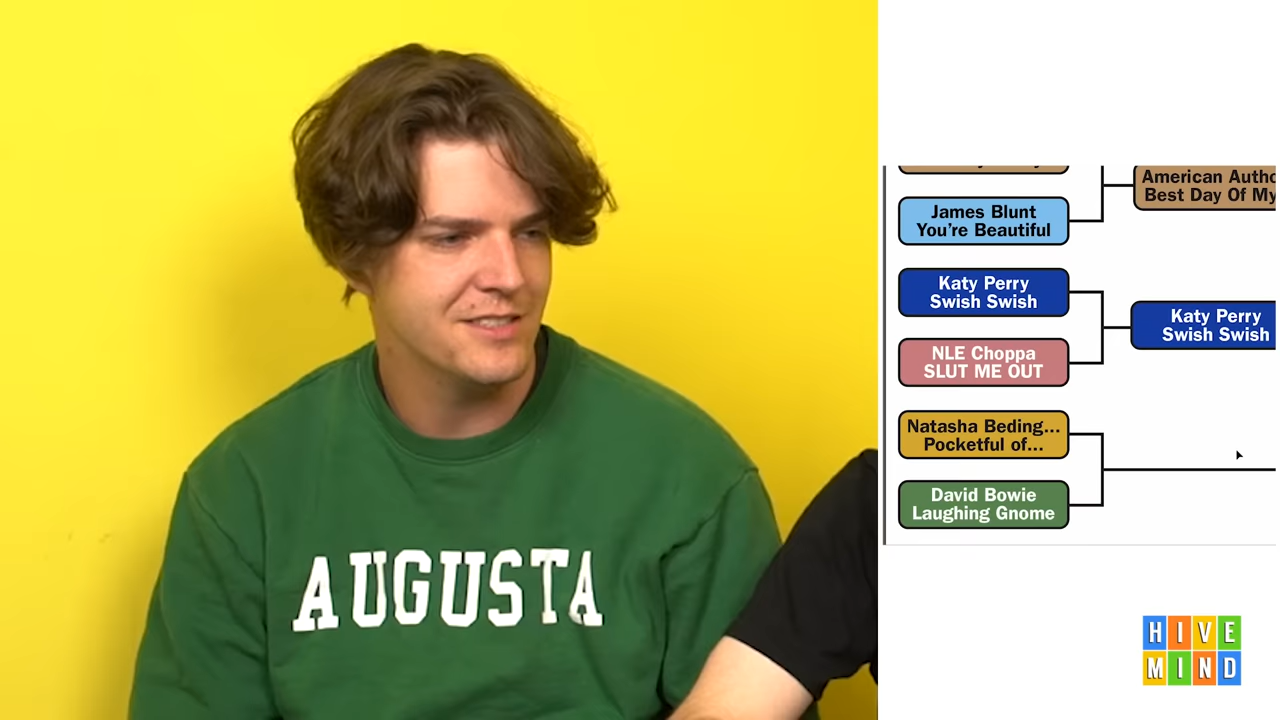 AUGUSTA
James Blunt
You're Beautiful
Katy Perry
Swish Swish
NLE Choppa
SLUT ME OUT
Natasha Beding...
Pocketful of...
David Bowie
Laughing Gnome
American Autho
Best Day Of My
Katy Perry
Swish Swish
HIVE
MIND